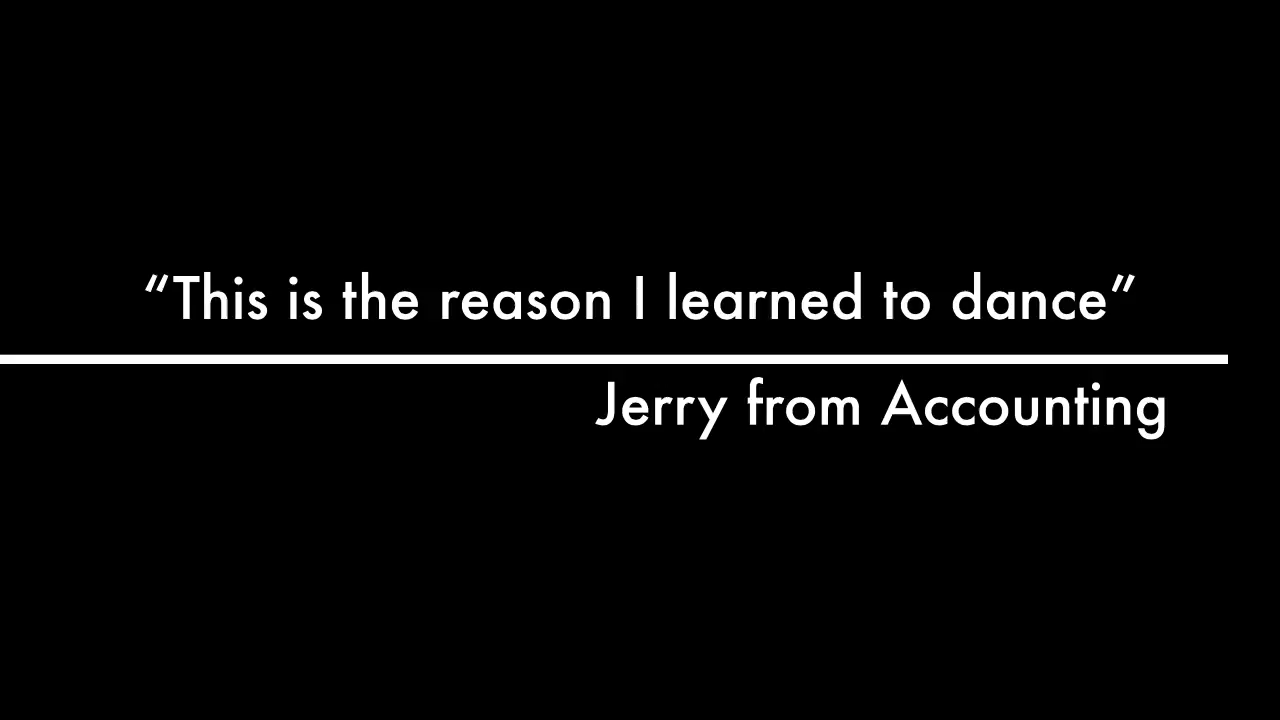 “This is the reason I learned to dance”
Jerry from Accounting